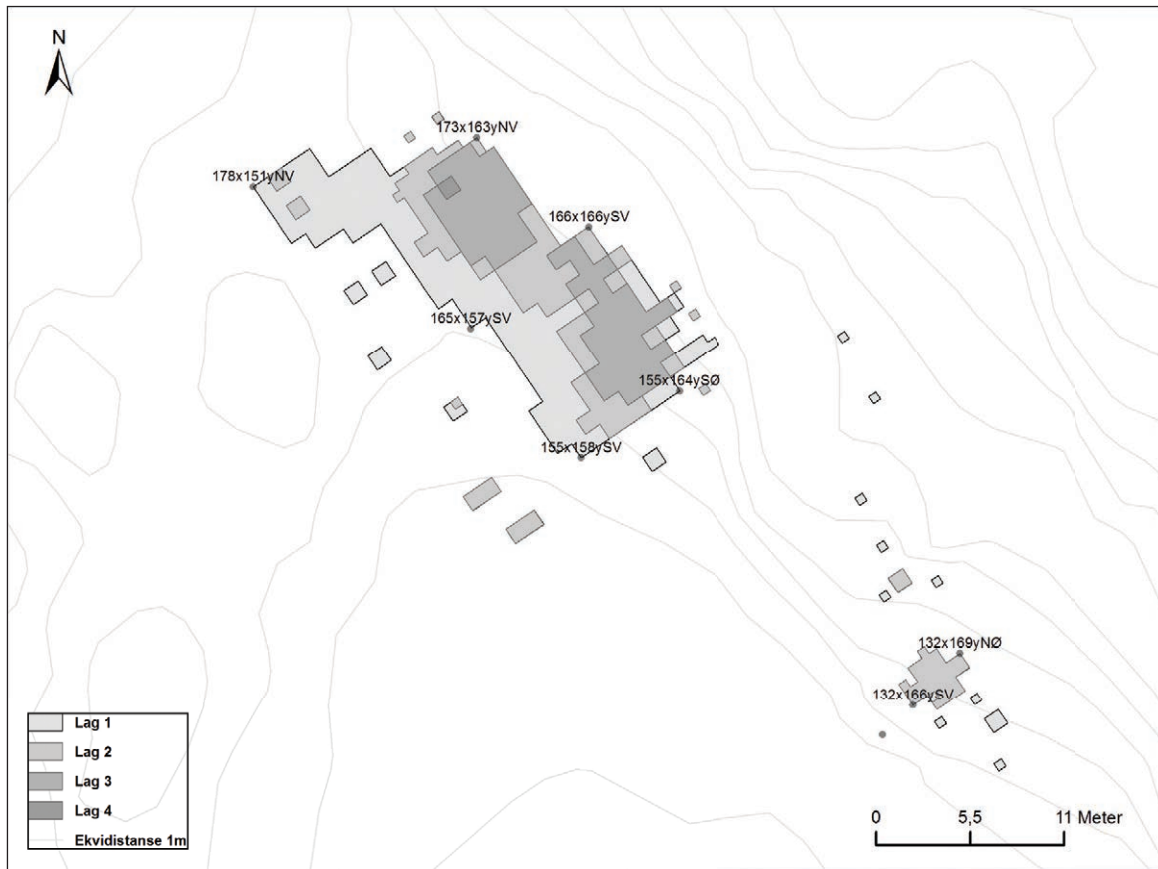 N
173x163yNV
178x151yNV
166x166ySV
165x157ySV
155x164ySØ
155x158ySV
132x169yNØ
132x166ySV
Lag 1
Lag 2
Lag 3
Lag 4
Ekvidistanse 1m
0 5,5 11 Meter